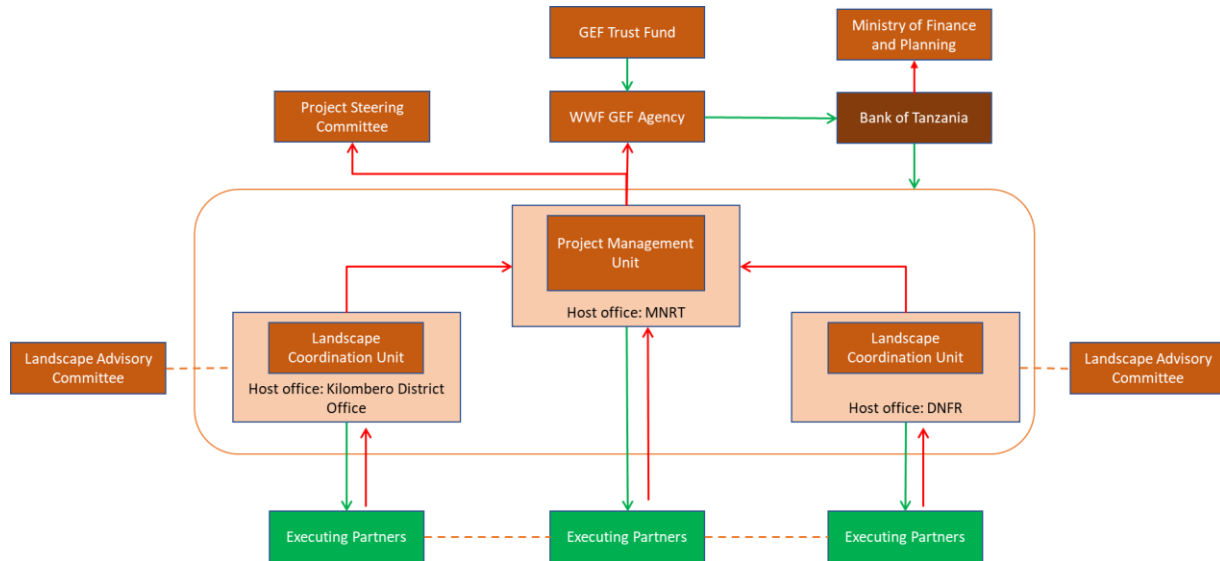 GEF Trust Fund
Ministry of Finance
and Planning
Project Steering
Committee
WWF GEF Agency
Bank of Tanzania
Project Management
Unit
Host office: MNRT
Landscape
Coordination Unit
Host office: Kilombero District
Office
Landscape
Coordination Unit
Host office: DNFR
Landscape Advisory
Committee
Landscape Advisory
Committee
Executing Partners
Executing Partners
Executing Partners